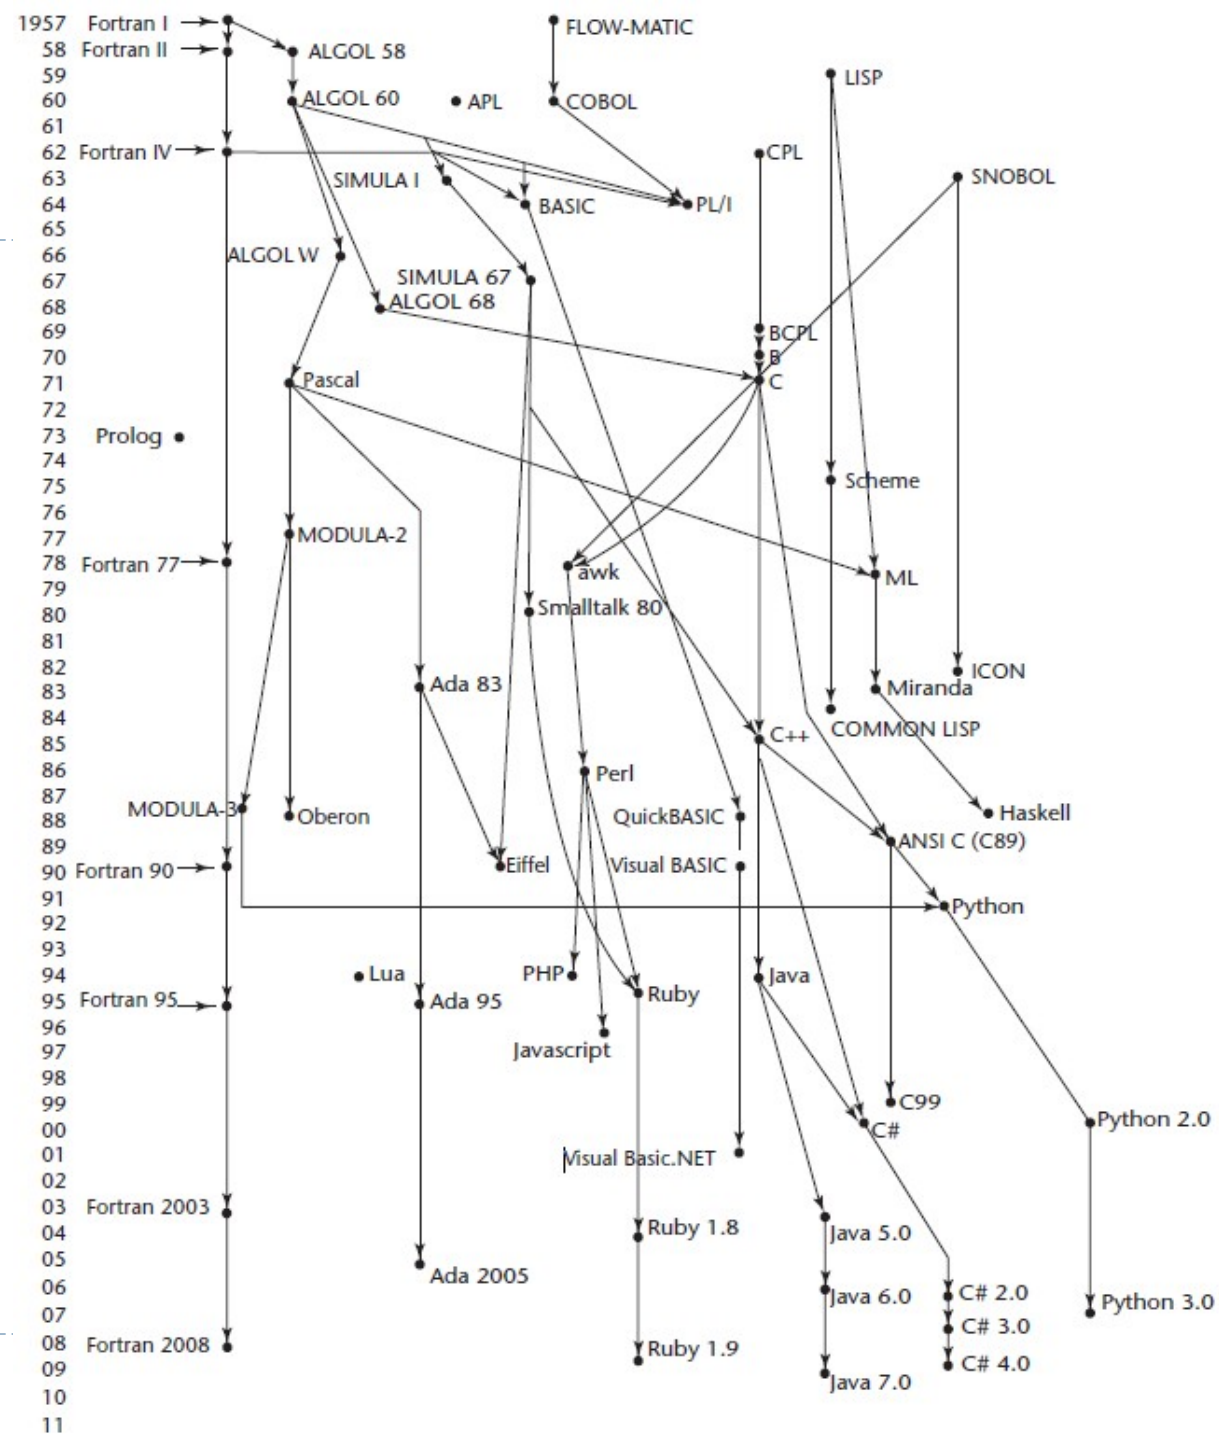 1957 Fortran I FLOW-MATIC
58 Fortran II ALGOL 58
59 LISP
60 ALGOL 60 APL COBOL
61
62 Fortran IV CPL
63 SIMULA I SNOBOL
64 BASIC PL/I
65
66 ALGOL W
67 SIMULA 67
68 ALGOL 68
69 BCPL
70 B
71 Pascal C
72
73 Prolog
74
75 Scheme
76
77 MODULA-2
78 Fortran 77 awk ML
79
80 Smalltalk 80
81
82 ICON
83 Ada 83 Miranda
84 COMMON LISP
85 C++
86 Perl
87 MODULA-3 Haskell
88 Oberon QuickBASIC
89 ANSI C (C89)
90 Fortran 90 Eiffel Visual BASIC
91 Python
92
93
94 Lua PHP Java
95 Fortran 95 Ada 95 Ruby
96
97 Javascript
98
99 C99
00 C# Python 2.0
01 Visual Basic.NET
02
03 Fortran 2003
04 Ruby 1.8 Java 5.0
05 Ada 2005
06 Java 6.0 C# 2.0
07 C# 3.0 Python 3.0
08 Fortran 2008 Ruby 1.9
09 Java 7.0 C# 4.0
10
11